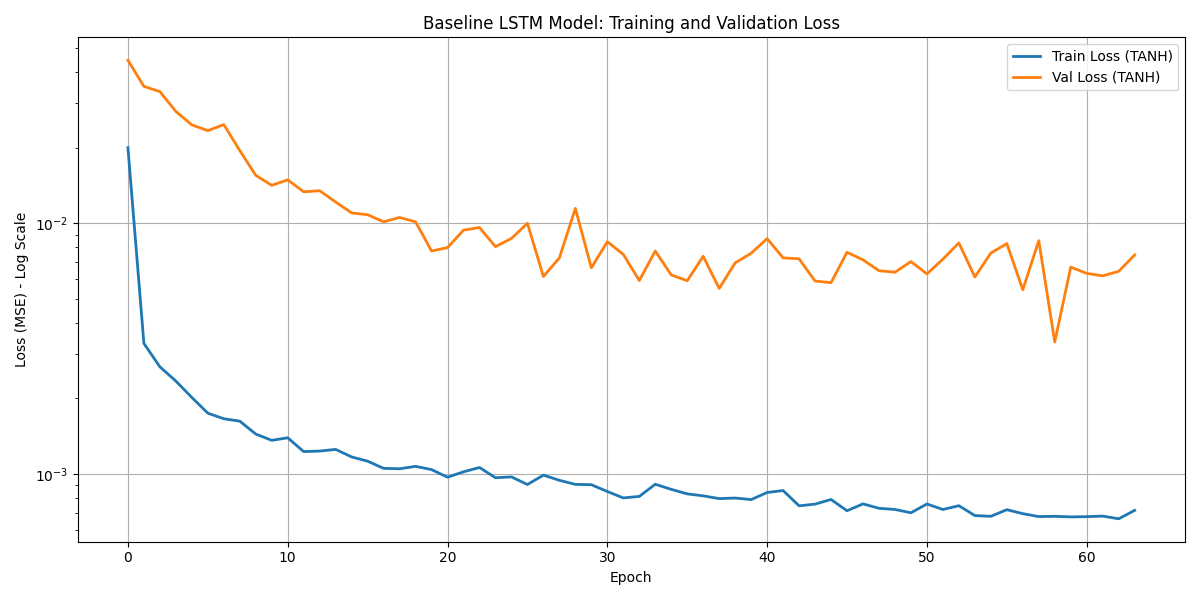 Baseline LSTM Model: Training and Validation Loss
Train Loss (TANH)
Val Loss (TANH)
Loss (MSE) - Log Scale
10⁻²
10⁻³
0 10 20 30 40 50 60
Epoch